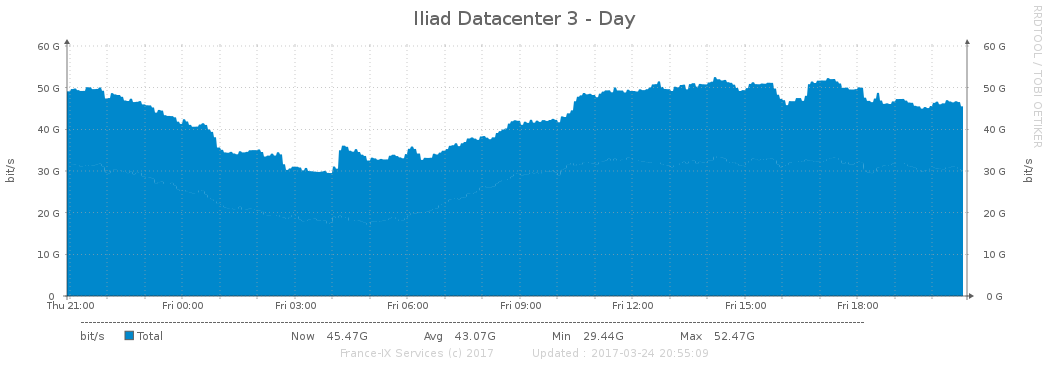 Iliad Datacenter 3 - Day
RRDTOOL / TOBI OETIKER
60 G 60 G
50 G 50 G
40 G 40 G
30 G 30 G
20 G 20 G
10 G 10 G
0 0 G
bit/s bit/s
Thu 21:00 Fri 00:00 Fri 03:00 Fri 06:00 Fri 09:00 Fri 12:00 Fri 15:00 Fri 18:00
bit/s Total Now 45.47G Avg 43.07G Min 29.44G Max 52.47G
France-IX Services (c) 2017 Updated : 2017-03-24 20:55:09